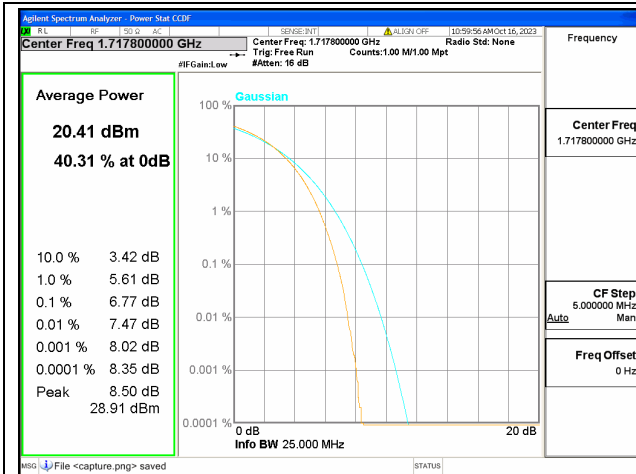 Agilent Spectrum Analyzer - Power Stat CCDF
RL RF 50 Ω AC SENSE:INT ALIGN OFF 10:59:56 AM Oct 16, 2023
Center Freq 1.717800000 GHz
Center Freq: 1.717800000 GHz Radio Std: None
Trig: Free Run Counts:1.00 M/1.00 Mpt
#IFGain:Low #Atten: 16 dB
Frequency
Center Freq
1.717800000 GHz
CF Step
5.000000 MHz
Auto Man
Freq Offset
0 Hz
Average Power
20.41 dBm
40.31 % at 0dB
10.0 % 3.42 dB
1.0 % 5.61 dB
0.1 % 6.77 dB
0.01 % 7.47 dB
0.001 % 8.02 dB
0.0001 % 8.35 dB
Peak 8.50 dB
28.91 dBm
Gaussian
100 %
10 %
1 %
0.1 %
0.01 %
0.001 %
0.0001 %
0 dB 20 dB
Info BW 25.000 MHz
MSG File <capture.png> saved STATUS